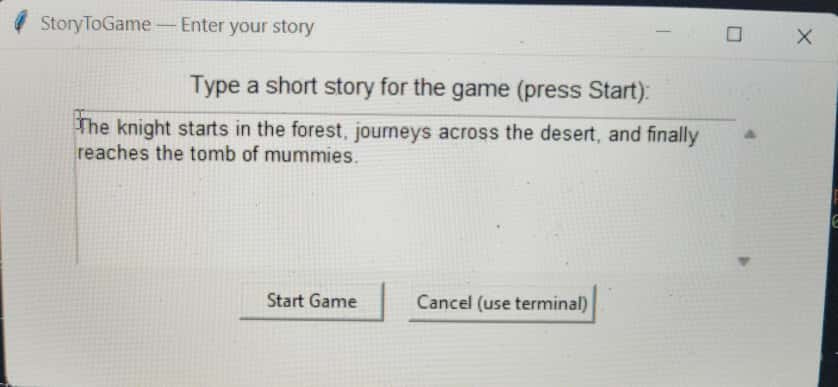 StoryToGame — Enter your story
Type a short story for the game (press Start):
The knight starts in the forest, journeys across the desert, and finally
reaches the tomb of mummies.
Start Game
Cancel (use terminal)